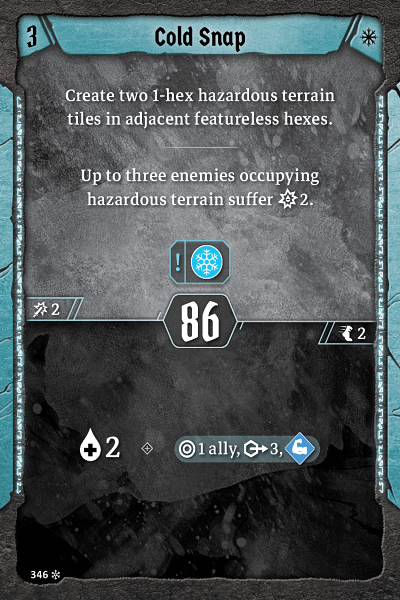 3
Cold Snap
Create two 1-hex hazardous terrain
tiles in adjacent featureless hexes.
Up to three enemies occupying
hazardous terrain suffer 2.
!
86
2
2
2
1 ally, 3,
346